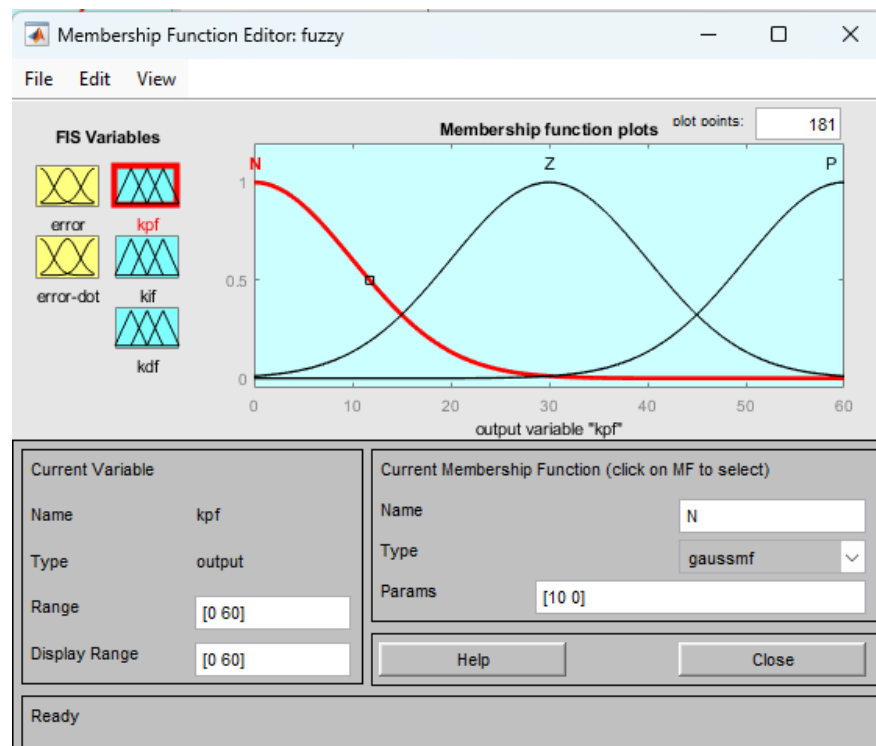 Membership Function Editor: fuzzy
File Edit View
FIS Variables
Membership function plots
plot points:
181
error
kpf
error-dot
kif
kdf
N
Z
P
1
0.5
0
0 10 20 30 40 50 60
output variable "kpf"
Current Variable
Name kpf
Type output
Range [0 60]
Display Range [0 60]
Current Membership Function (click on MF to select)
Name N
Type gaussmf
Params [10 0]
Help Close
Ready